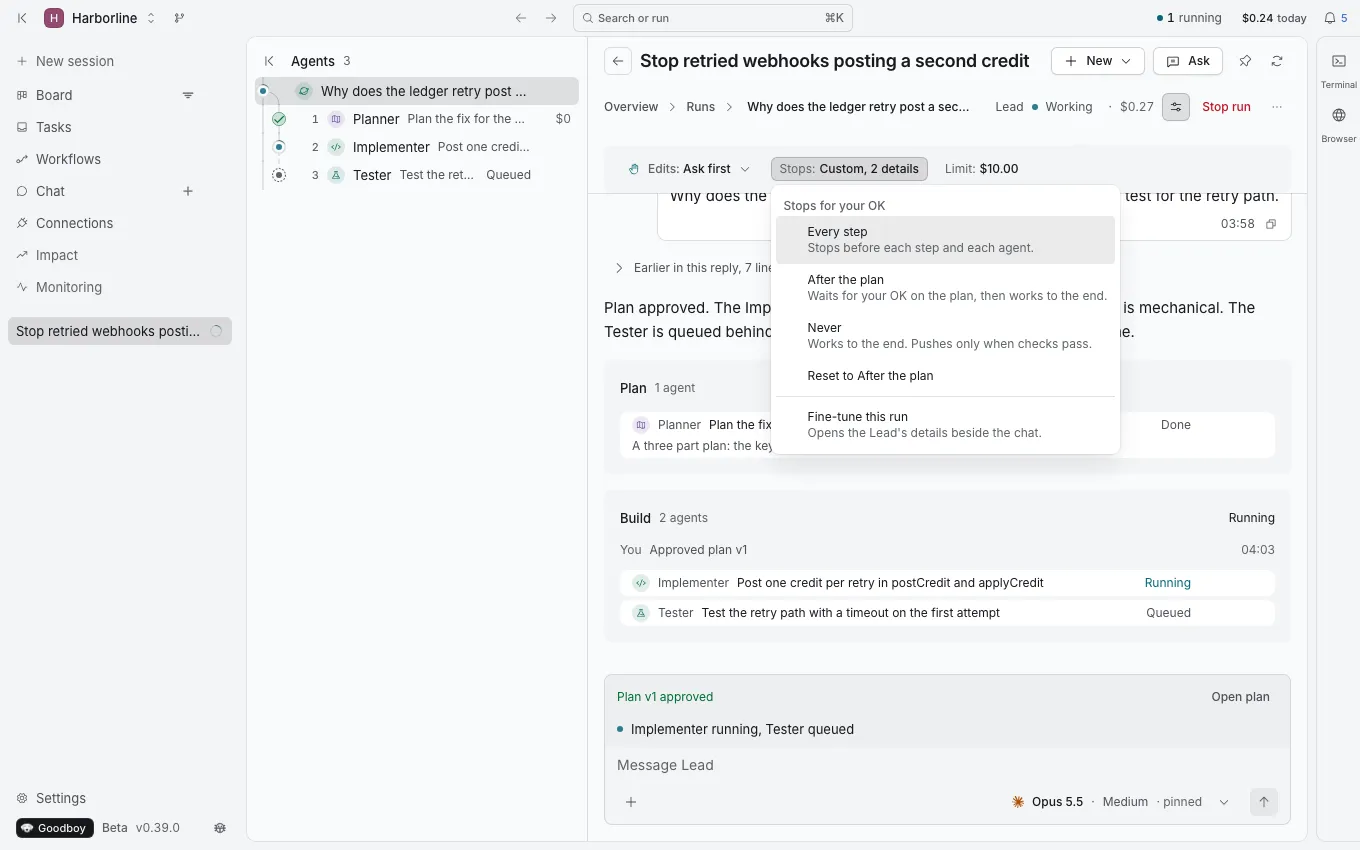 H Harborline
Search or run ⌘K
1 running $0.24 today 5
New session
Board
Tasks
Workflows
Chat
Connections
Impact
Monitoring
Stop retried webhooks posti...
Settings
Goodboy Beta v0.39.0
Agents 3
Why does the ledger retry post ...
1 Planner Plan the fix for the ... $0
2 Implementer Post one credi...
3 Tester Test the ret... Queued
Stop retried webhooks posting a second credit
New Ask
Overview Runs Why does the ledger retry post a sec... Lead Working · $0.27 Stop run ...
Edits: Ask first Stops: Custom, 2 details Limit: $10.00
Why does the test for the retry path.
03:58
Stops for your OK
Every step
Stops before each step and each agent.
After the plan
Waits for your OK on the plan, then works to the end.
Never
Works to the end. Pushes only when checks pass.
Reset to After the plan
Fine-tune this run
Opens the Lead's details beside the chat.
Earlier in this reply, 7 line
Plan approved. The Imp is mechanical. The
Tester is queued behind
Plan 1 agent
Planner Plan the fix Done
A three part plan: the key
Build 2 agents Running
You Approved plan v1 04:03
Implementer Post one credit per retry in postCredit and applyCredit Running
Tester Test the retry path with a timeout on the first attempt Queued
Plan v1 approved Open plan
Implementer running, Tester queued
Message Lead
Opus 5.5 · Medium · pinned
Terminal
Browser